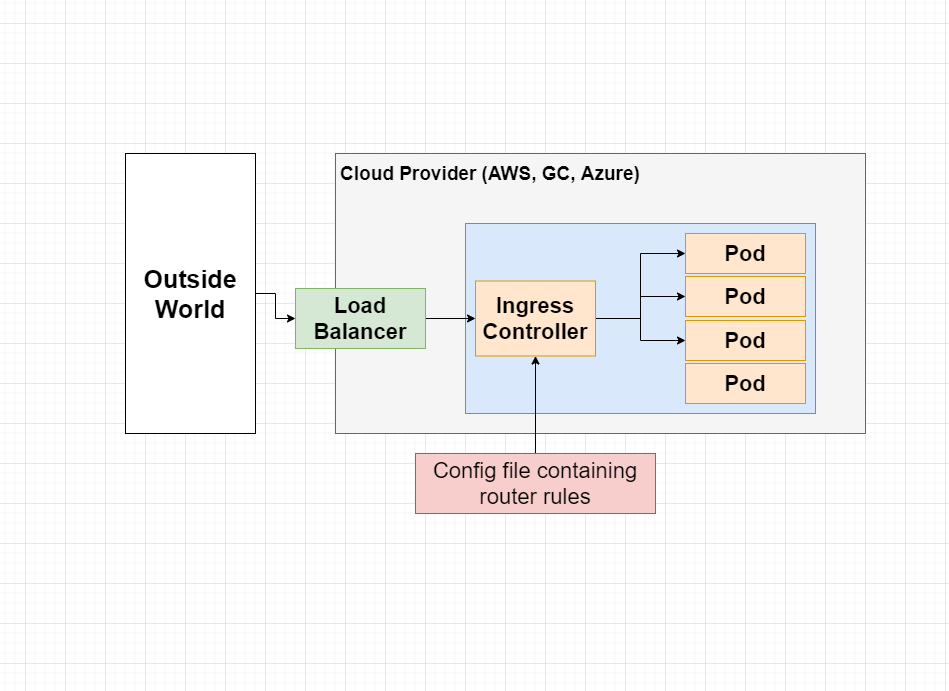 Cloud Provider (AWS, GC, Azure)
Outside
World
Load
Balancer
Ingress
Controller
Pod
Pod
Pod
Pod
Config file containing
router rules